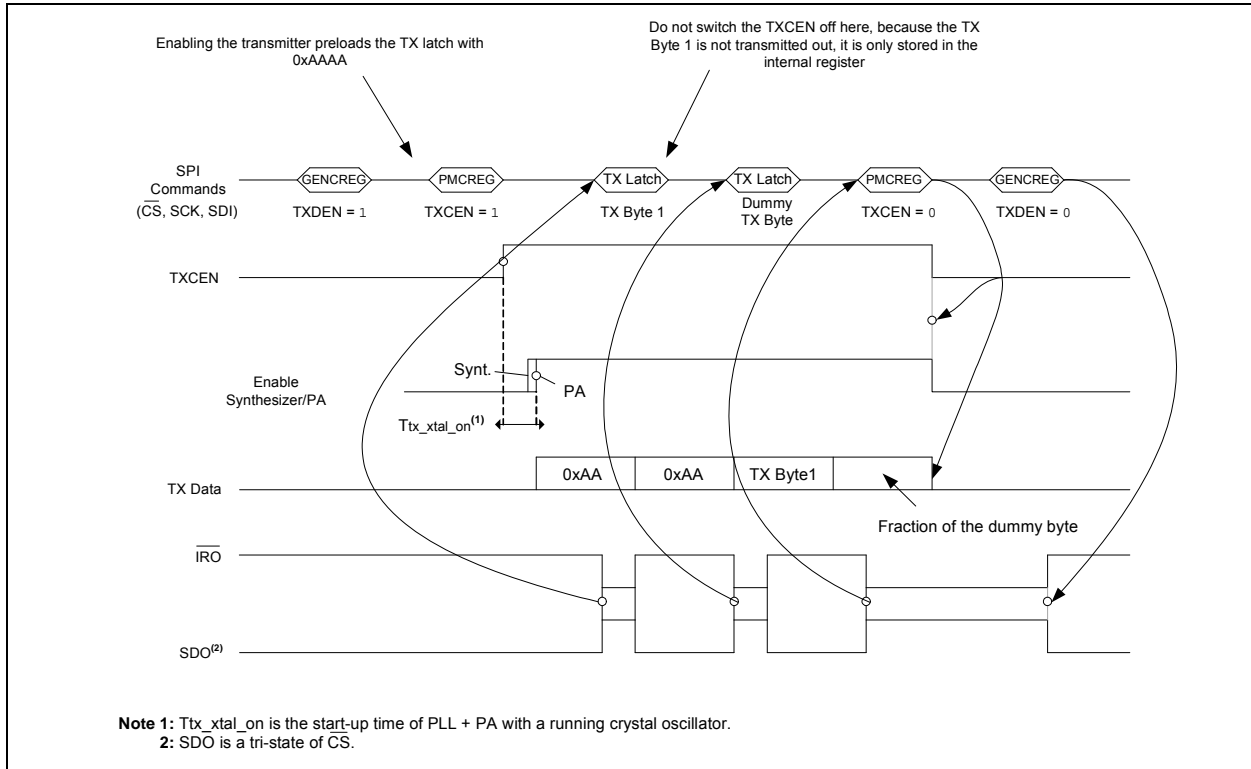 Enabling the transmitter preloads the TX latch with
0xAAAA
Do not switch the TXCEN off here, because the TX
Byte 1 is not transmitted out, it is only stored in the
internal register
SPI
Commands
(CS, SCK, SDI)
GENCREG
PMCREG
TX Latch
TX Latch
PMCREG
GENCREG
TXDEN = 1
TXCEN = 1
TX Byte 1
Dummy
TX Byte
TXCEN = 0
TXDEN = 0
TXCEN
Enable
Synthesizer/PA
Synt.
PA
Ttx_xtal_on(1)
TX Data
0xAA
0xAA
TX Byte1
Fraction of the dummy byte
IRO
SDO(2)
Note 1: Ttx_xtal_on is the start-up time of PLL + PA with a running crystal oscillator.
2: SDO is a tri-state of CS.